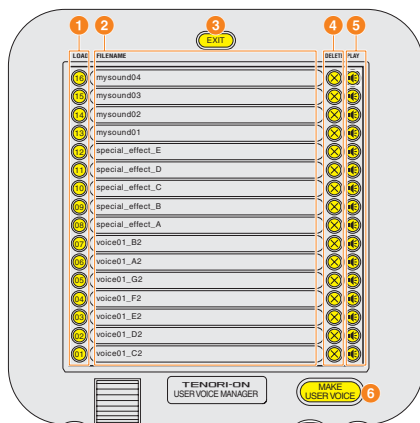 1 2 3 4 5
EXIT
LOAD FILENAME DELETE PLAY
16 mysound04
15 mysound03
14 mysound02
13 mysound01
12 special_effect_E
11 special_effect_D
10 special_effect_C
09 special_effect_B
08 special_effect_A
07 voice01_B2
06 voice01_A2
05 voice01_G2
04 voice01_F2
03 voice01_E2
02 voice01_D2
01 voice01_C2
TENORI-ON
USER VOICE MANAGER
MAKE
USER VOICE
6